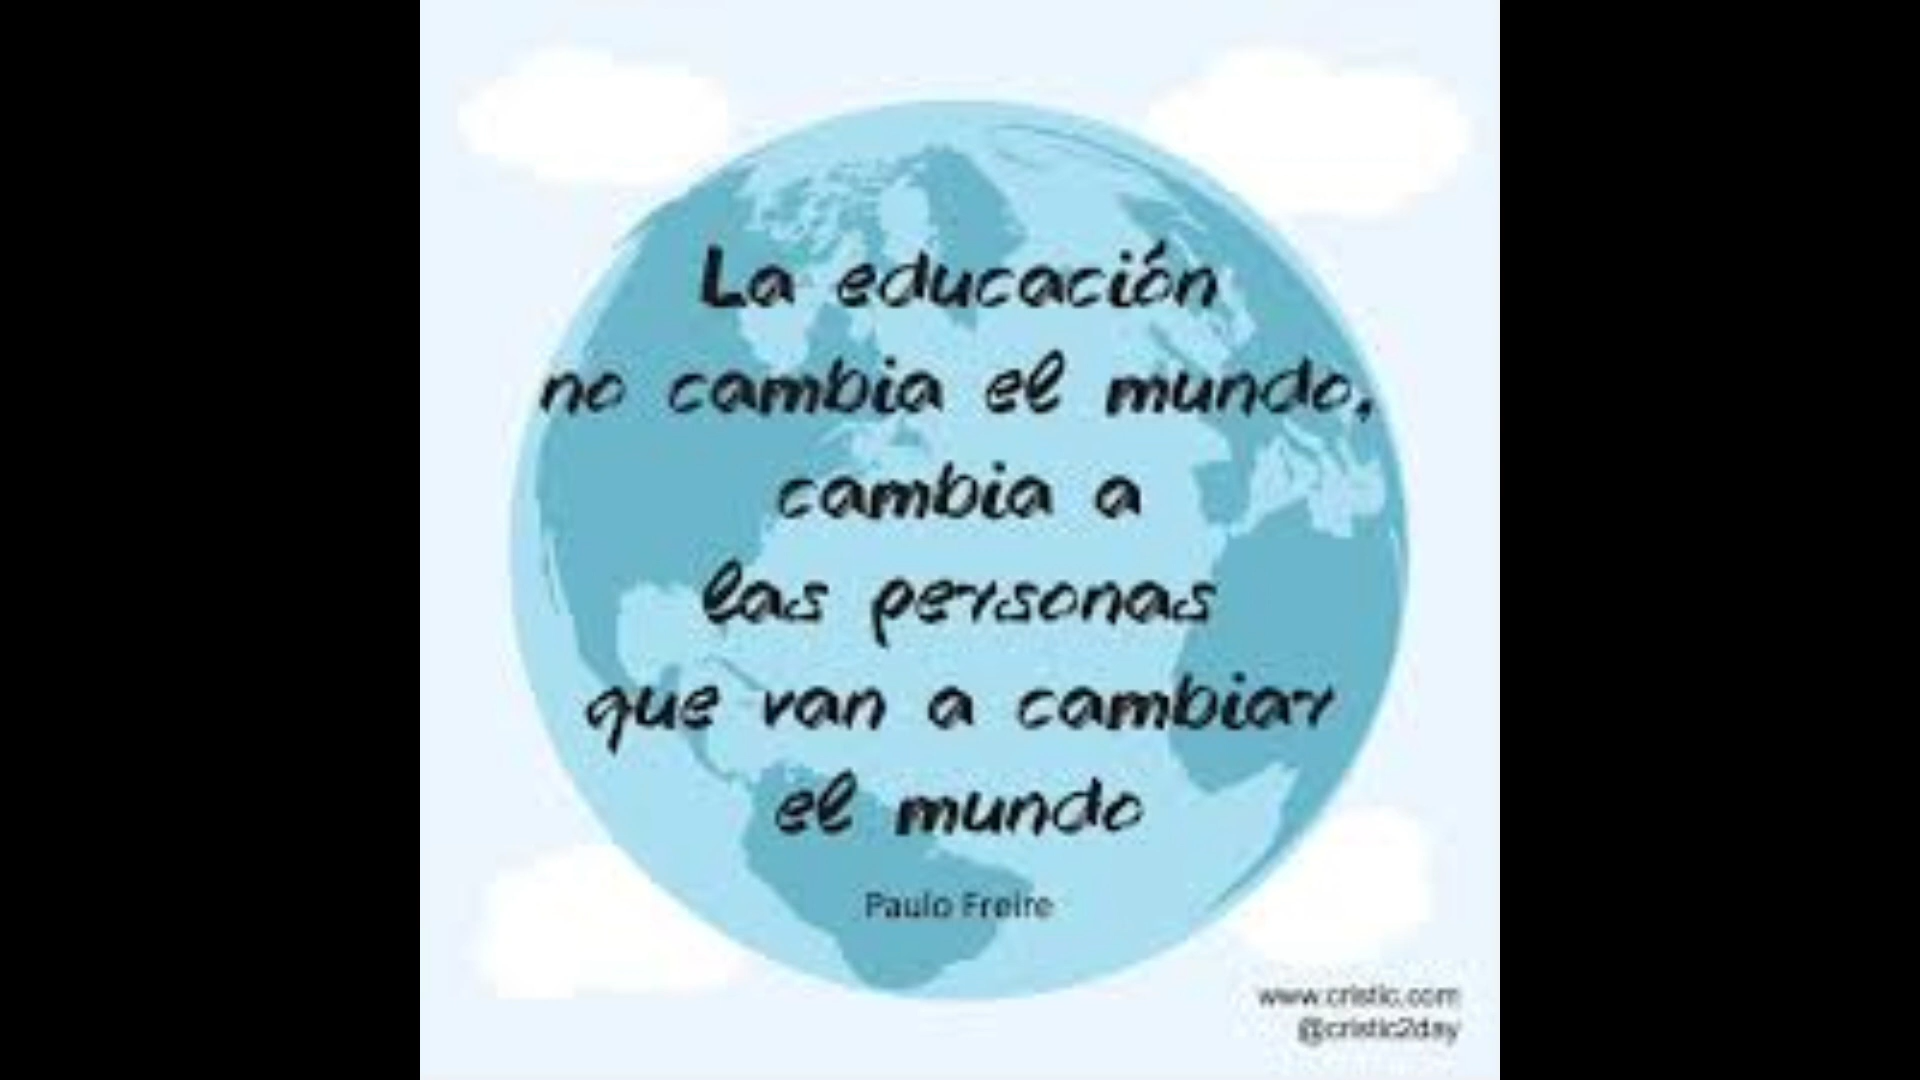 La educación
no cambia el mundo,
cambia a
las personas
que van a cambiar
el mundo
Paulo Freire
www.cristic.com
@cristic2day